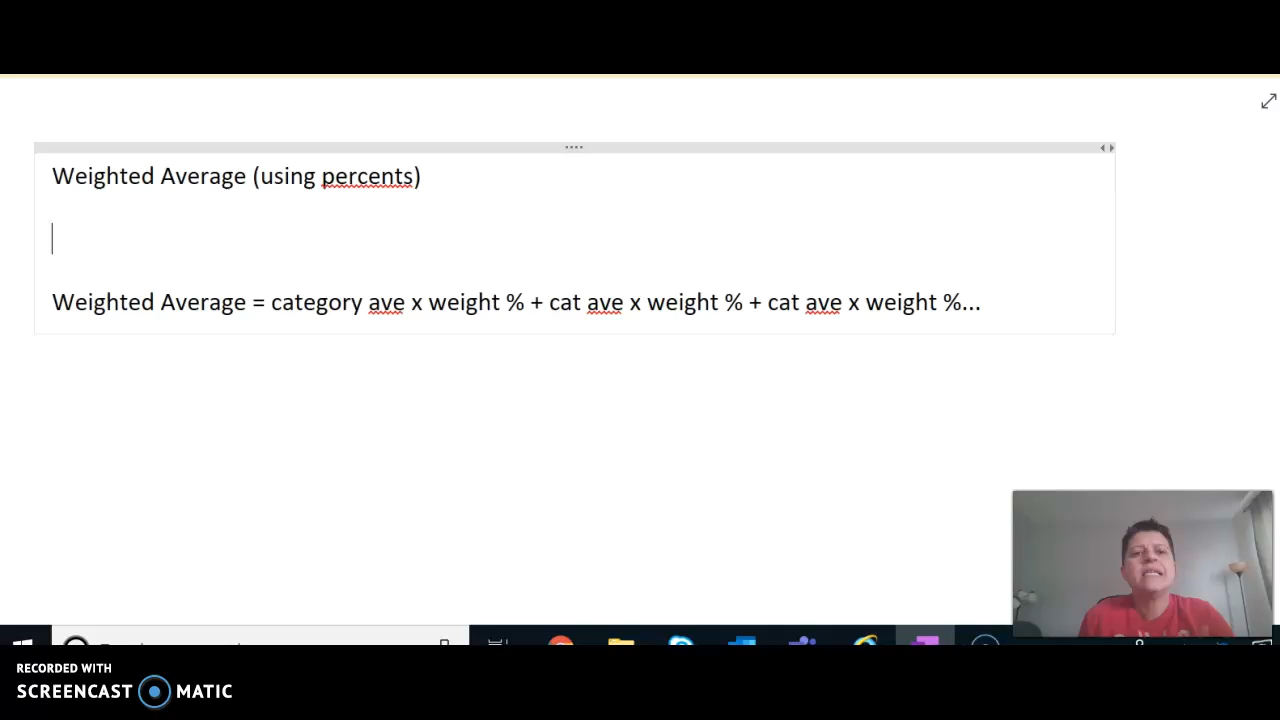 Weighted Average (using percents)
Weighted Average = category ave x weight % + cat ave x weight % + cat ave x weight %...
RECORDED WITH
SCREENCAST MATIC